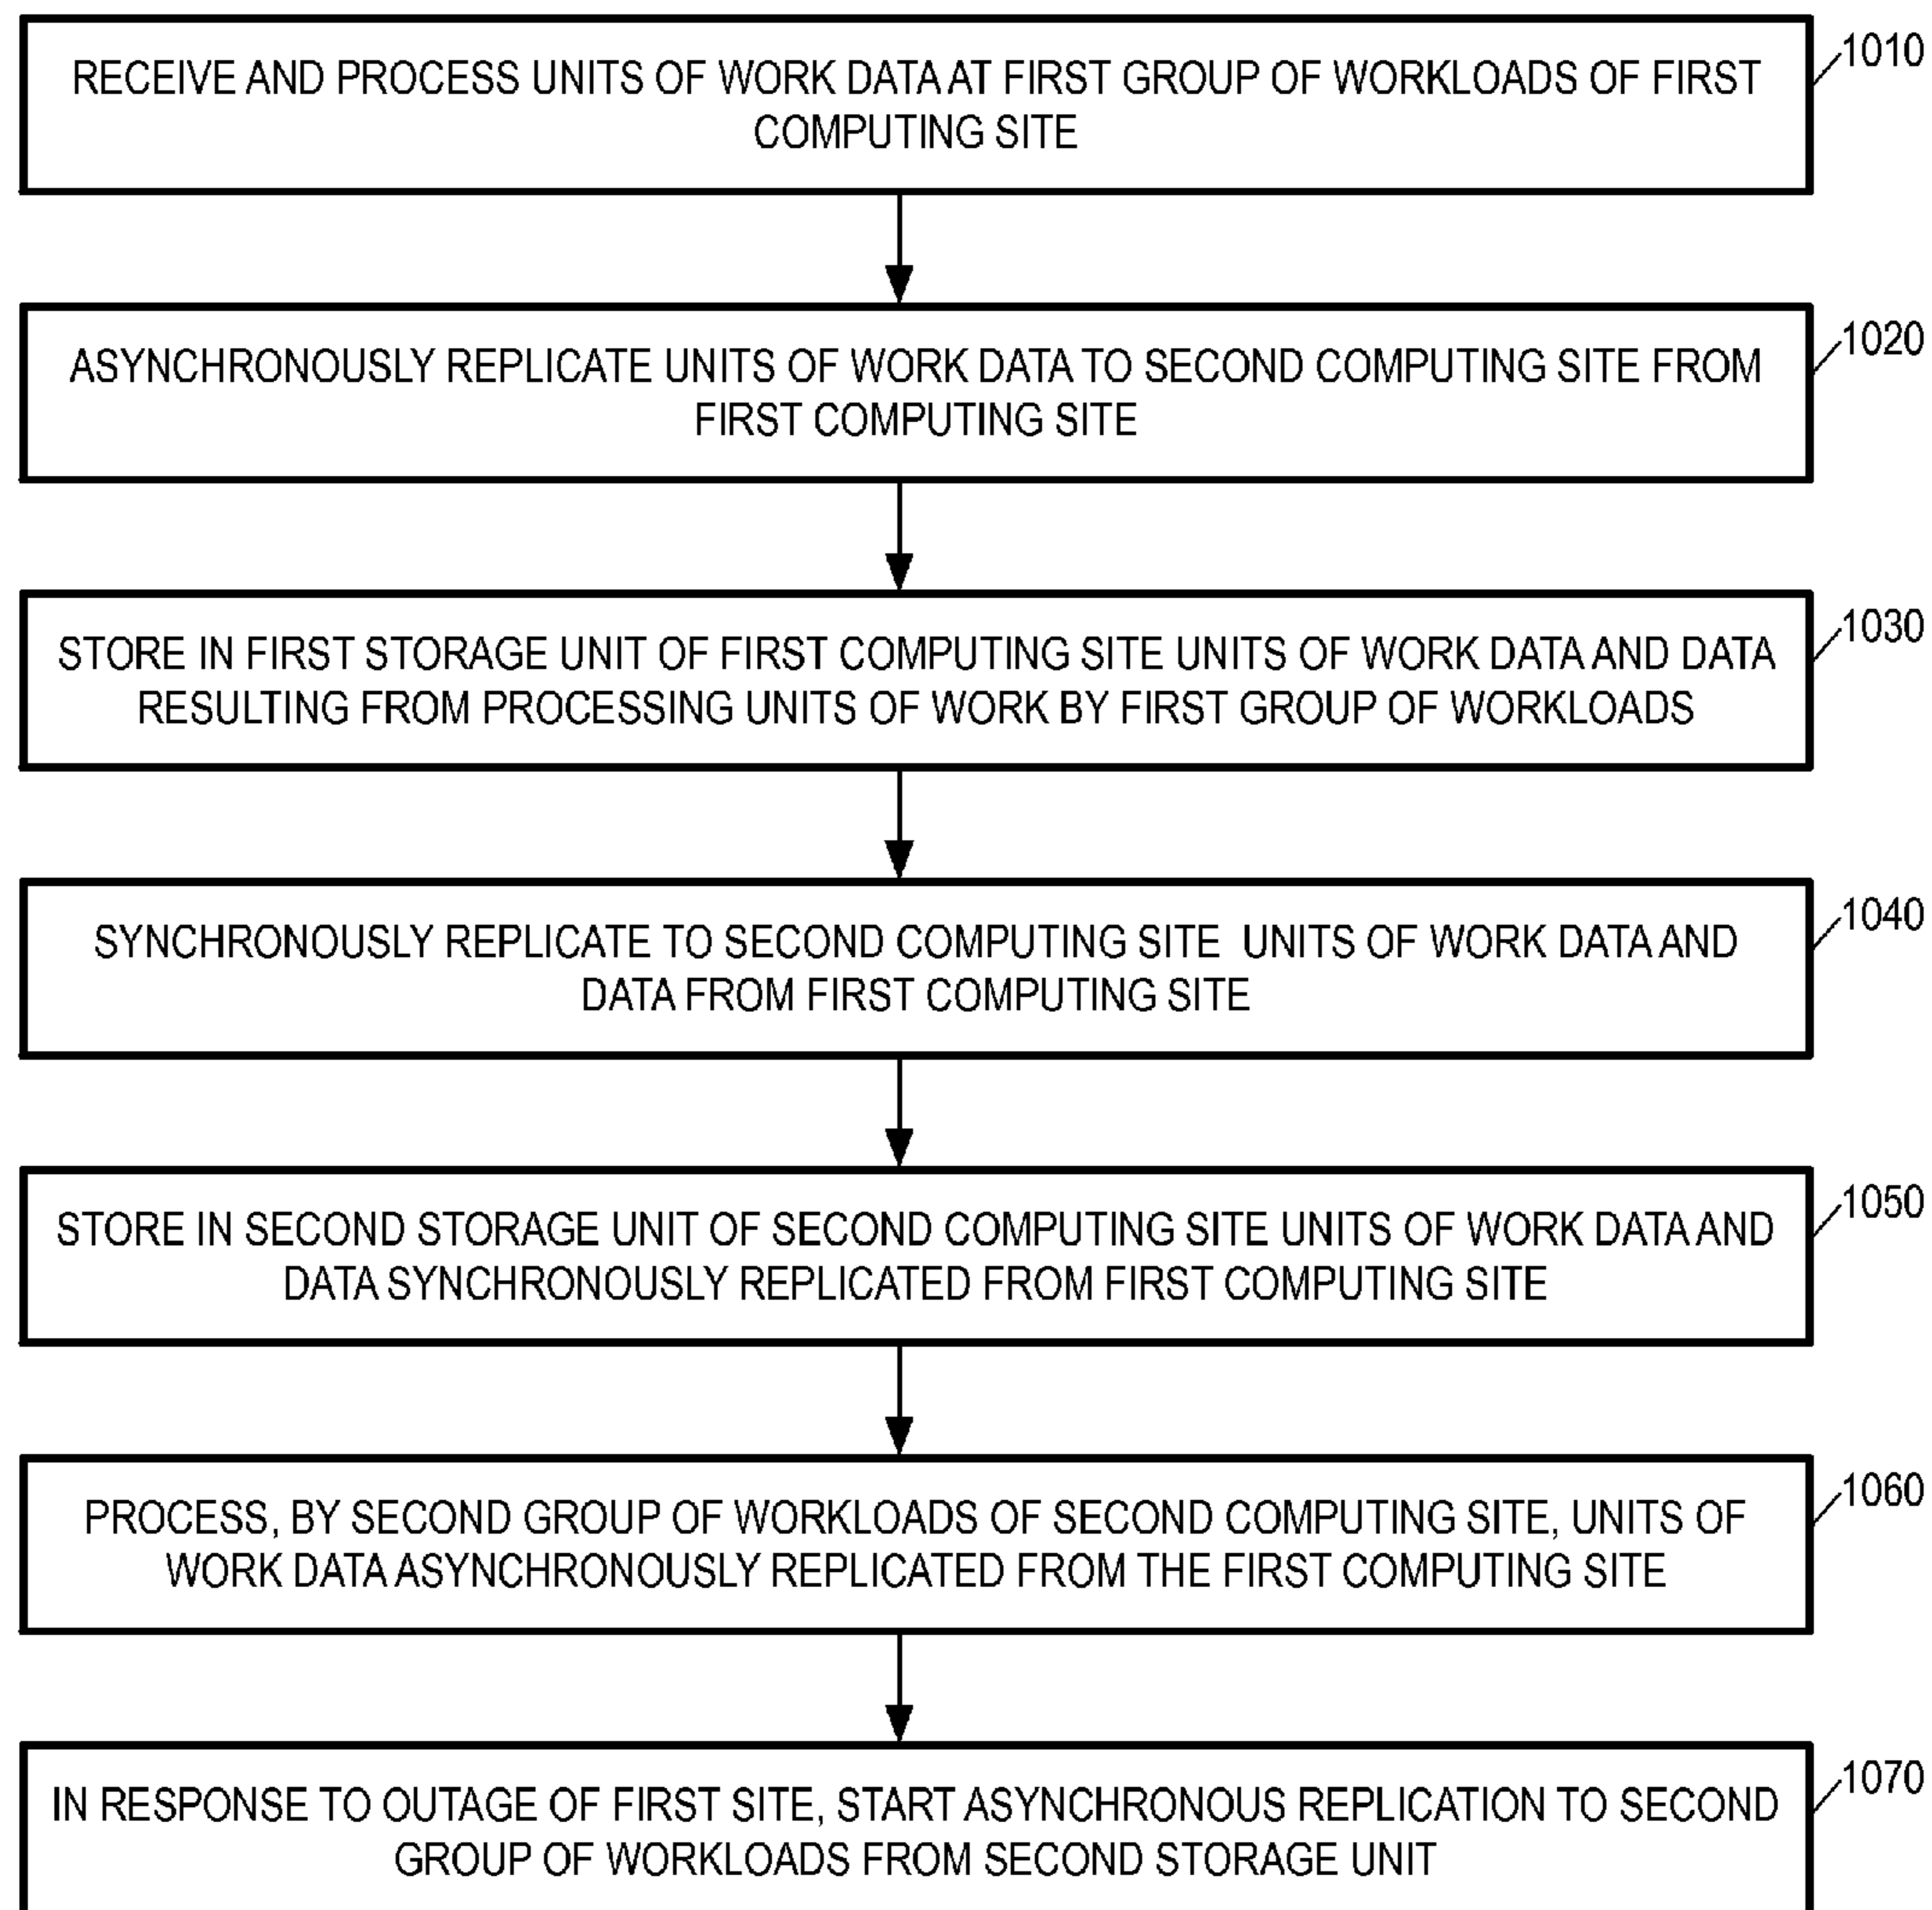 RECEIVE AND PROCESS UNITS OF WORK DATA AT FIRST GROUP OF WORKLOADS OF FIRST
COMPUTING SITE
1010
ASYNCHRONOUSLY REPLICATE UNITS OF WORK DATA TO SECOND COMPUTING SITE FROM
FIRST COMPUTING SITE
1020
STORE IN FIRST STORAGE UNIT OF FIRST COMPUTING SITE UNITS OF WORK DATA AND DATA
RESULTING FROM PROCESSING UNITS OF WORK BY FIRST GROUP OF WORKLOADS
1030
SYNCHRONOUSLY REPLICATE TO SECOND COMPUTING SITE UNITS OF WORK DATA AND
DATA FROM FIRST COMPUTING SITE
1040
STORE IN SECOND STORAGE UNIT OF SECOND COMPUTING SITE UNITS OF WORK DATA AND
DATA SYNCHRONOUSLY REPLICATED FROM FIRST COMPUTING SITE
1050
PROCESS, BY SECOND GROUP OF WORKLOADS OF SECOND COMPUTING SITE, UNITS OF
WORK DATA ASYNCHRONOUSLY REPLICATED FROM THE FIRST COMPUTING SITE
1060
IN RESPONSE TO OUTAGE OF FIRST SITE, START ASYNCHRONOUS REPLICATION TO SECOND
GROUP OF WORKLOADS FROM SECOND STORAGE UNIT
1070